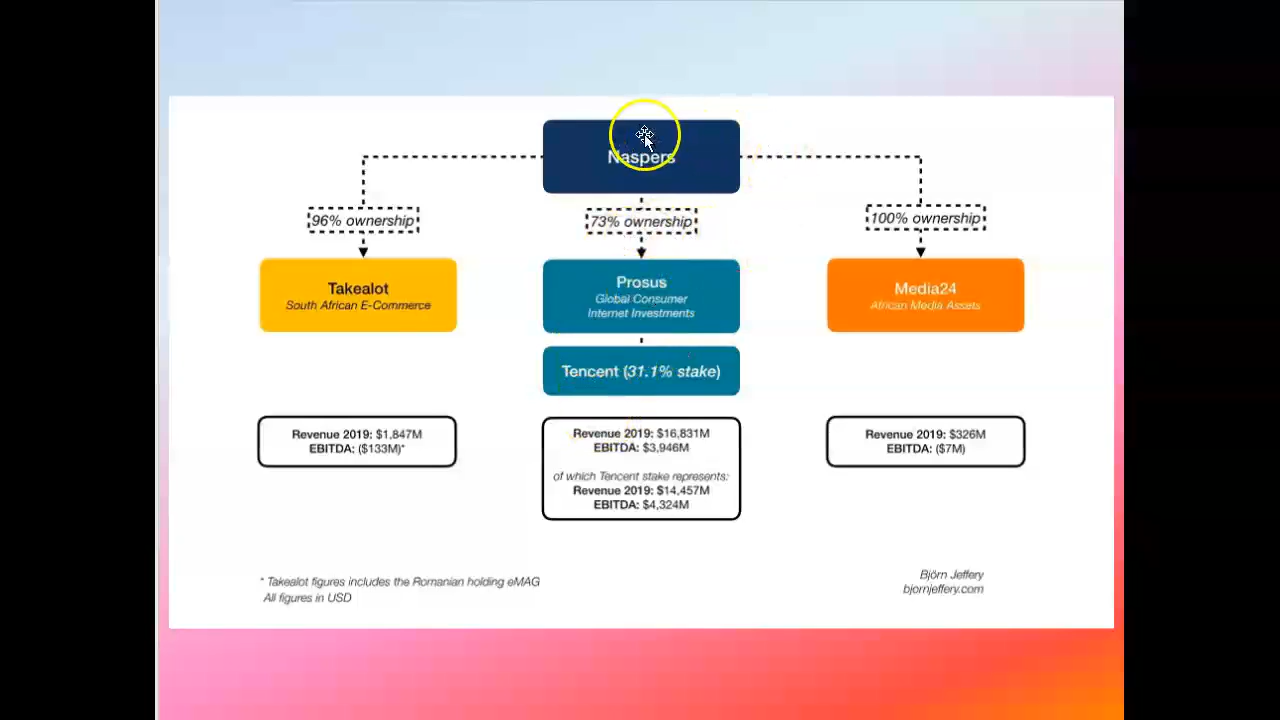 Naspers
96% ownership
73% ownership
100% ownership
Takealot
South African E-Commerce
Prosus
Global Consumer
Internet Investments
Media24
African Media Assets
Tencent (31.1% stake)
Revenue 2019: $1,847M
EBITDA: ($133M)*
Revenue 2019: $16,831M
EBITDA: $3,946M
of which Tencent stake represents:
Revenue 2019: $14,457M
EBITDA: $4,324M
Revenue 2019: $326M
EBITDA: ($7M)
* Takealot figures includes the Romanian holding eMAG
All figures in USD
Björn Jeffery
bjornjeffery.com